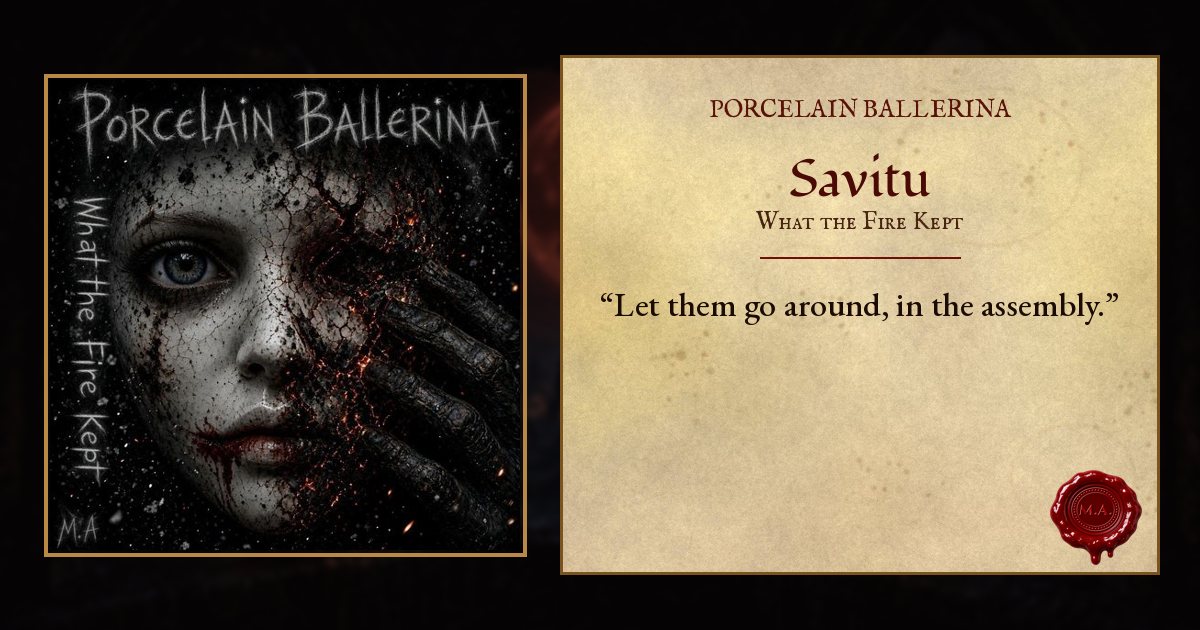 Porcelain Ballerina
What the Fire Kept
M.A
PORCELAIN BALLERINA
Savitu
What the Fire Kept
“Let them go around, in the assembly.”
M.A.